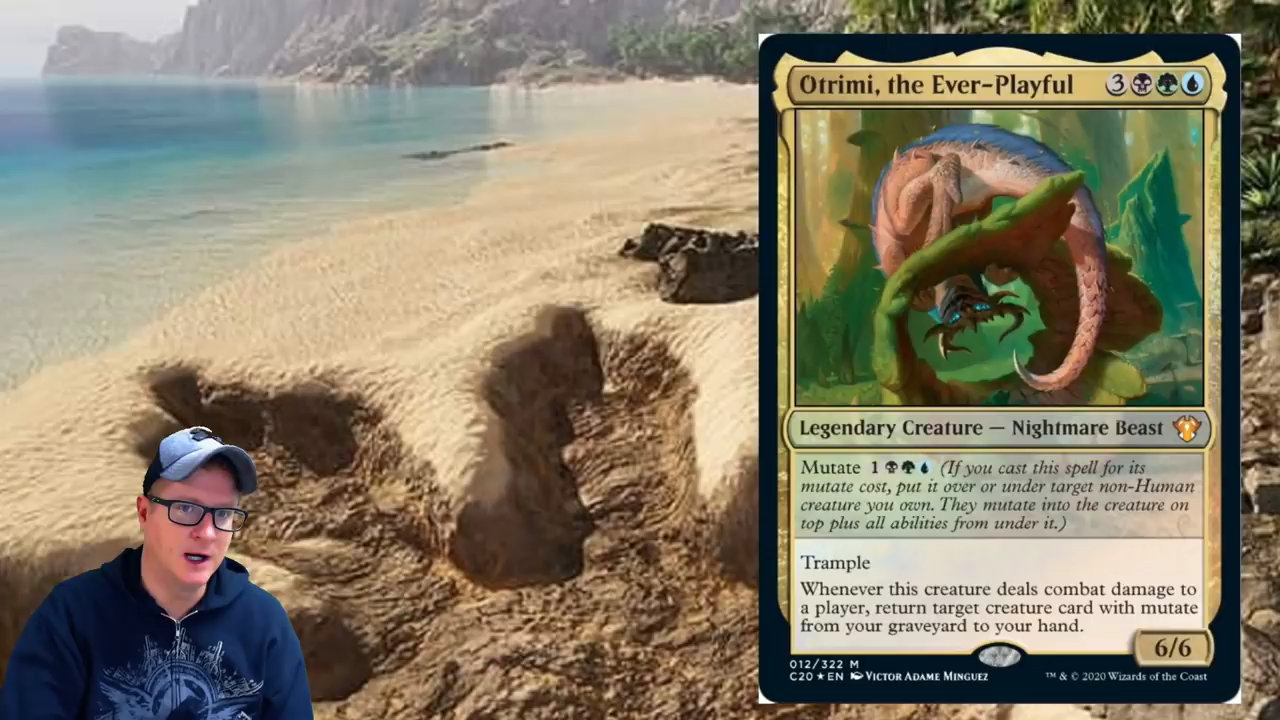 Otrimi, the Ever-Playful 3
Legendary Creature — Nightmare Beast
Mutate 1 (If you cast this spell for its
mutate cost, put it over or under target non-Human
creature you own. They mutate into the creature on
top plus all abilities from under it.)
Trample
Whenever this creature deals combat damage to
a player, return target creature card with mutate
from your graveyard to your hand.
6/6
012/322 M
C20 ★ EN Victor Adame Minguez
™ & © 2020 Wizards of the Coast